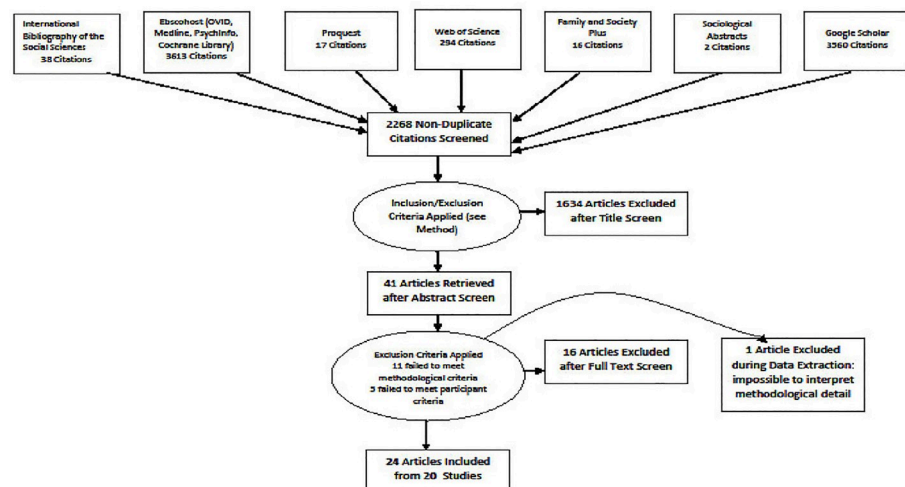 International
Bibliography of the
Social Sciences
38 Citations
Ebscohost (OVID,
Medline, PsychInfo,
Cochrane Library)
3613 Citations
Proquest
17 Citations
Web of Science
294 Citations
Family and Society
Plus
16 Citations
Sociological
Abstracts
2 Citations
Google Scholar
3560 Citations
2268 Non-Duplicate
Citations Screened
Inclusion/Exclusion
Criteria Applied (see
Method)
1634 Articles Excluded
after Title Screen
41 Articles Retrieved
after Abstract Screen
Exclusion Criteria Applied
11 failed to meet
methodological criteria
5 failed to meet participant
criteria
16 Articles Excluded
after Full Text Screen
1 Article Excluded
during Data Extraction:
impossible to interpret
methodological detail
24 Articles Included
from 20 Studies